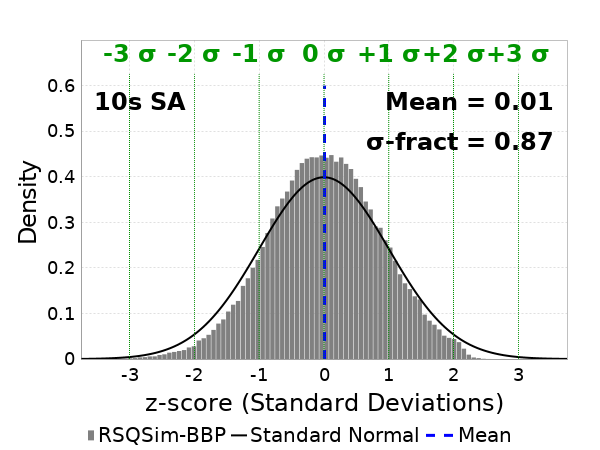 -3 σ -2 σ -1 σ 0 σ +1 σ +2 σ +3 σ
0.6
10s SA
Mean = 0.01
0.5
σ-fract = 0.87
0.4
0.3
0.2
0.1
0
Density
-3 -2 -1 0 1 2 3
z-score (Standard Deviations)
RSQSim-BBP Standard Normal Mean